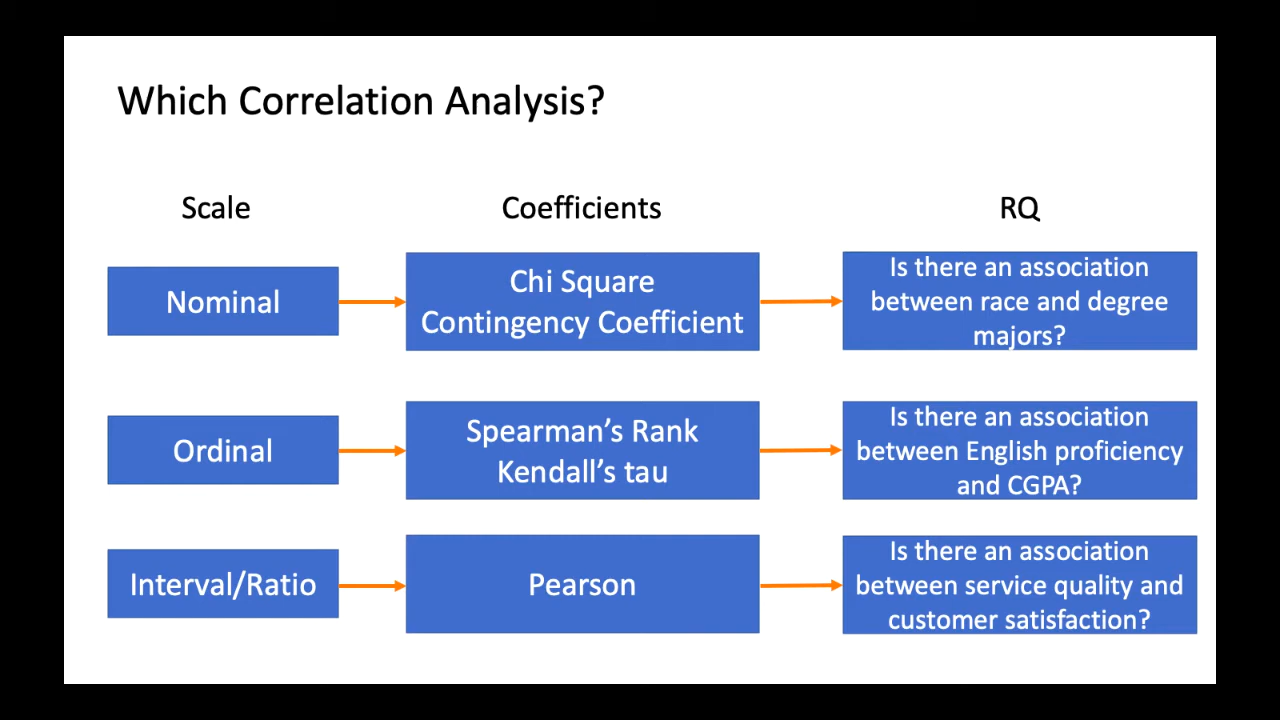 Which Correlation Analysis?
Scale
Coefficients
RQ
Nominal
Chi Square
Contingency Coefficient
Is there an association
between race and degree
majors?
Ordinal
Spearman’s Rank
Kendall’s tau
Is there an association
between English proficiency
and CGPA?
Interval/Ratio
Pearson
Is there an association
between service quality and
customer satisfaction?